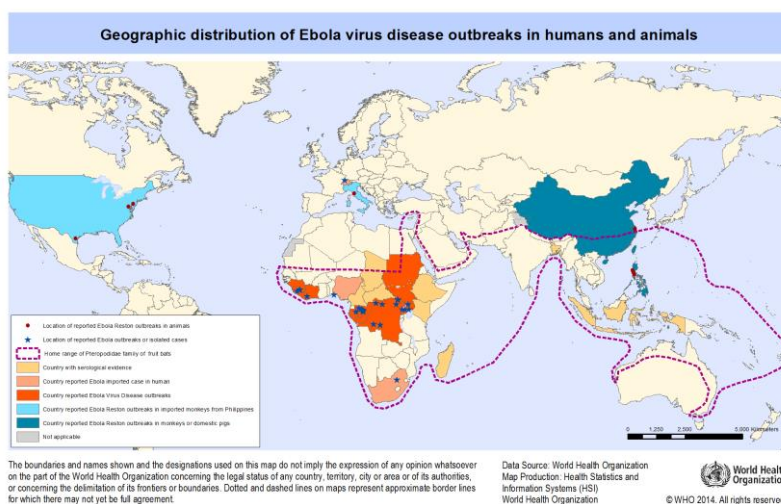 Geographic distribution of Ebola virus disease outbreaks in humans and animals
Location of reported Ebola Reston outbreaks in animals
Location of reported Ebola outbreaks or isolated cases
Home range of Pteropodidae family of fruit bats
Country with serological evidence
Country reported Ebola imported case in human
Country reported Ebola Virus Disease outbreaks
Country reported Ebola Reston outbreaks in imported monkeys from Philippines
Country reported Ebola Reston outbreaks in monkeys or domestic pigs
Not applicable
0 1,250 2,500 5,000 Kilometers
The boundaries and names shown and the designations used on this map do not imply the expression of any opinion whatsoever
on the part of the World Health Organization concerning the legal status of any country, territory, city or area or of its authorities,
or concerning the delimitation of its frontiers or boundaries. Dotted and dashed lines on maps represent approximate border lines
for which there may not yet be full agreement.
Data Source: World Health Organization
Map Production: Health Statistics and
Information Systems (HSI)
World Health Organization
World Healt
Organization
© WHO 2014. All rights reserve